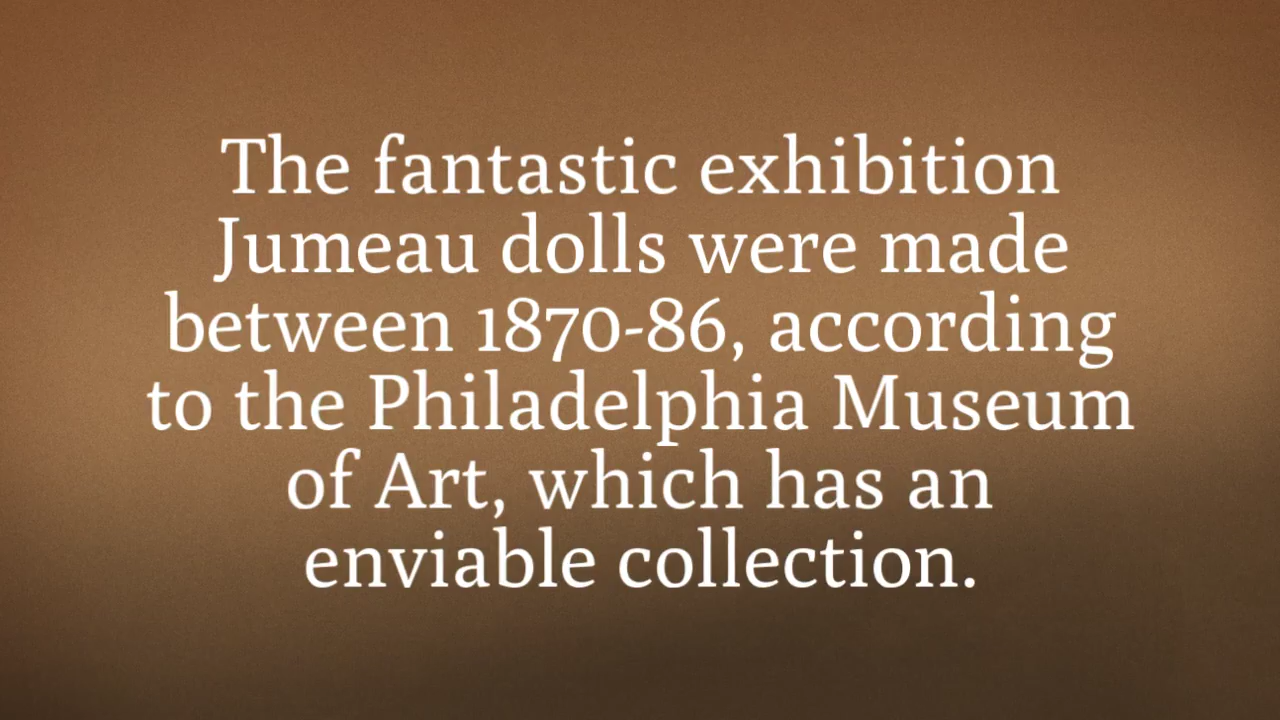 The fantastic exhibition
Jumeau dolls were made
between 1870-86, according
to the Philadelphia Museum
of Art, which has an
enviable collection.